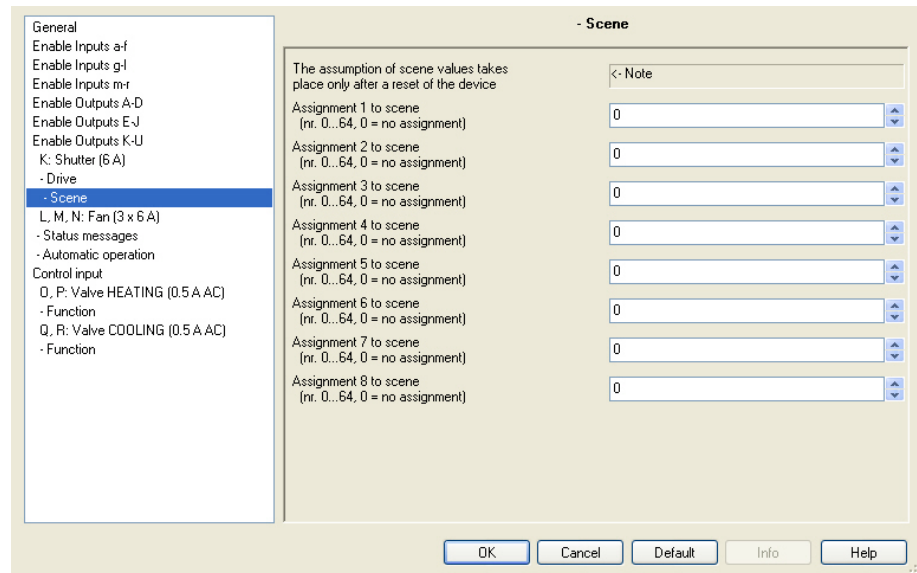 General
Enable Inputs a-f
Enable Inputs g-l
Enable Inputs m-r
Enable Outputs A-D
Enable Outputs E-J
Enable Outputs K-U
K: Shutter (6 A)
- Drive
- Scene
L, M, N: Fan (3 x 6 A)
- Status messages
- Automatic operation
Control input
O, P: Valve HEATING (0.5 A AC)
- Function
Q, R: Valve COOLING (0.5 A AC)
- Function
- Scene
The assumption of scene values takes
place only after a reset of the device
<- Note
Assignment 1 to scene
(nr. 0...64, 0 = no assignment)
0
Assignment 2 to scene
(nr. 0...64, 0 = no assignment)
0
Assignment 3 to scene
(nr. 0...64, 0 = no assignment)
0
Assignment 4 to scene
(nr. 0...64, 0 = no assignment)
0
Assignment 5 to scene
(nr. 0...64, 0 = no assignment)
0
Assignment 6 to scene
(nr. 0...64, 0 = no assignment)
0
Assignment 7 to scene
(nr. 0...64, 0 = no assignment)
0
Assignment 8 to scene
(nr. 0...64, 0 = no assignment)
0
OK Cancel Default Info Help